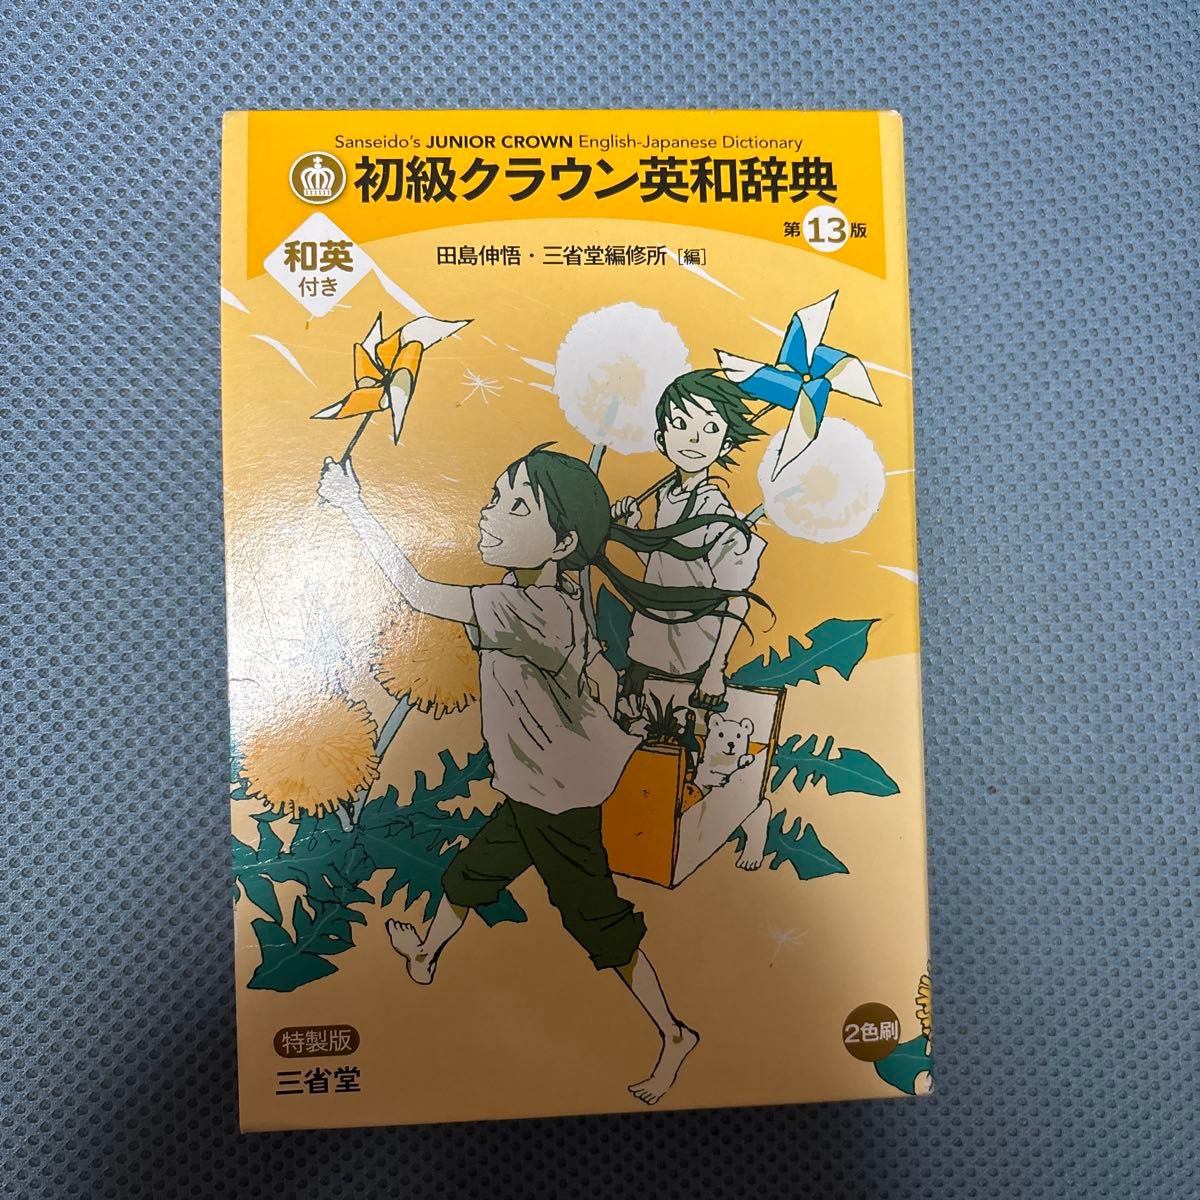 Sanseido's JUNIOR CROWN English-Japanese Dictionary
初級クラウン英和辞典
第13版
和英
付き
田島伸悟・三省堂編修所 [編]
特製版
三省堂
2色刷